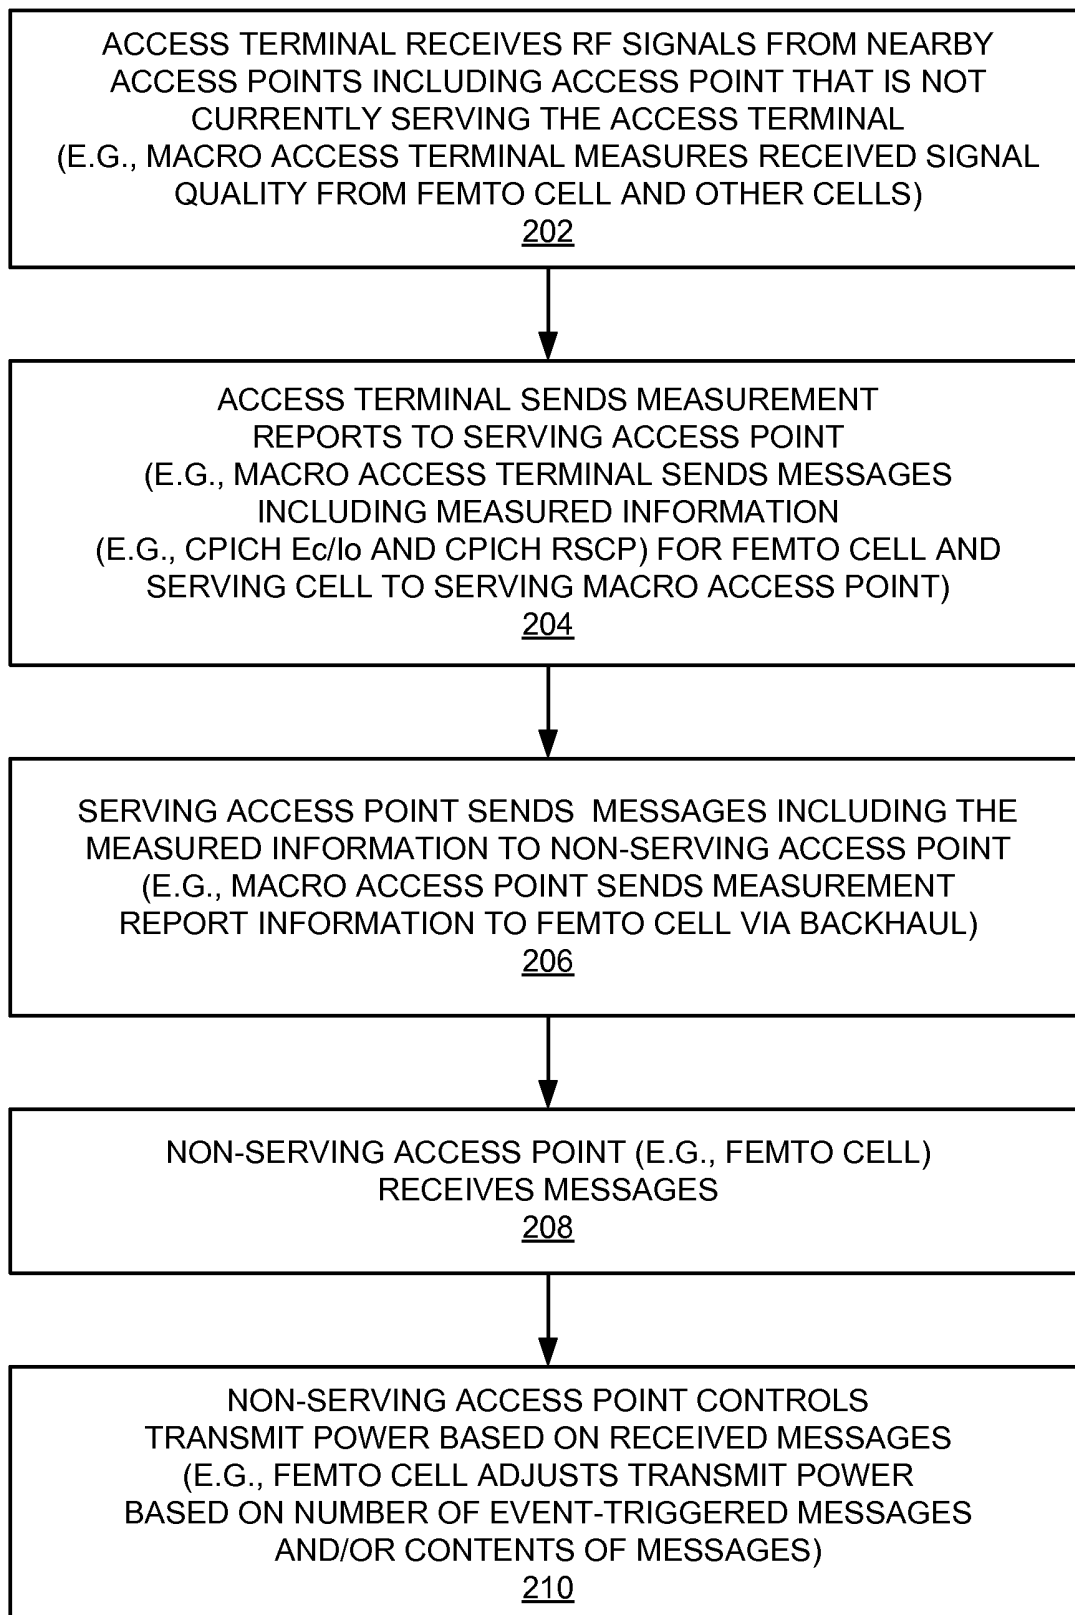 ACCESS TERMINAL RECEIVES RF SIGNALS FROM NEARBY
ACCESS POINTS INCLUDING ACCESS POINT THAT IS NOT
CURRENTLY SERVING THE ACCESS TERMINAL
(E.G., MACRO ACCESS TERMINAL MEASURES RECEIVED SIGNAL
QUALITY FROM FEMTO CELL AND OTHER CELLS)
202
ACCESS TERMINAL SENDS MEASUREMENT
REPORTS TO SERVING ACCESS POINT
(E.G., MACRO ACCESS TERMINAL SENDS MESSAGES
INCLUDING MEASURED INFORMATION
(E.G., CPICH Ec/Io AND CPICH RSCP) FOR FEMTO CELL AND
SERVING CELL TO SERVING MACRO ACCESS POINT)
204
SERVING ACCESS POINT SENDS  MESSAGES INCLUDING THE
MEASURED INFORMATION TO NON-SERVING ACCESS POINT
(E.G., MACRO ACCESS POINT SENDS MEASUREMENT
REPORT INFORMATION TO FEMTO CELL VIA BACKHAUL)
206
NON-SERVING ACCESS POINT (E.G., FEMTO CELL)
RECEIVES MESSAGES
208
NON-SERVING ACCESS POINT CONTROLS
TRANSMIT POWER BASED ON RECEIVED MESSAGES
(E.G., FEMTO CELL ADJUSTS TRANSMIT POWER
BASED ON NUMBER OF EVENT-TRIGGERED MESSAGES
AND/OR CONTENTS OF MESSAGES)
210